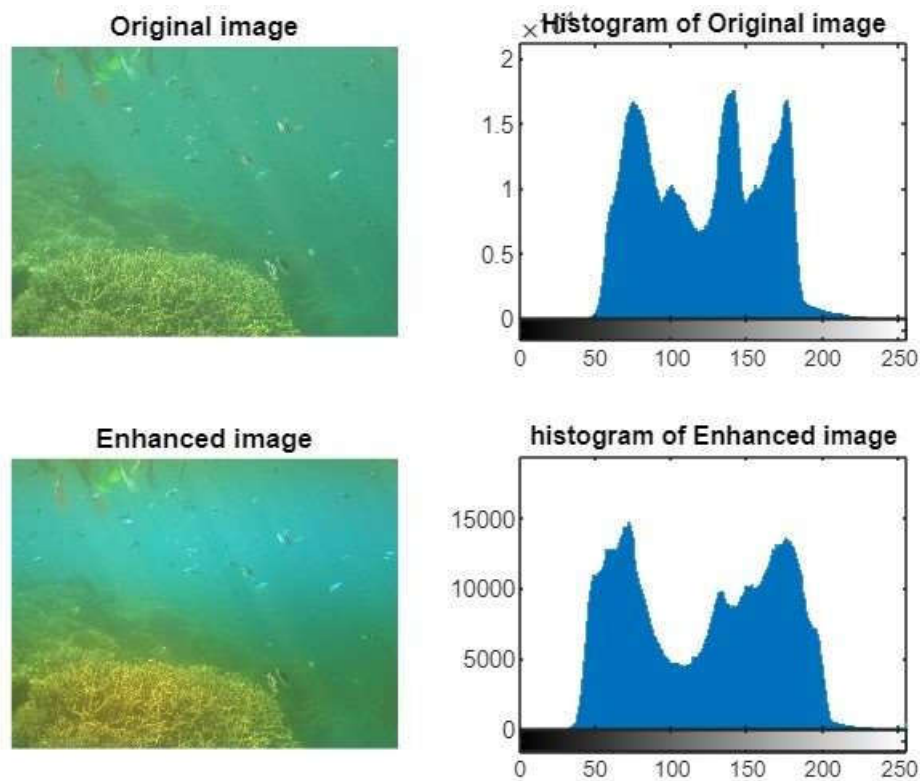 Original image
Histogram of Original image
× 10⁴
2
1.5
1
0.5
0
0 50 100 150 200 250
Enhanced image
histogram of Enhanced image
15000
10000
5000
0
0 50 100 150 200 250